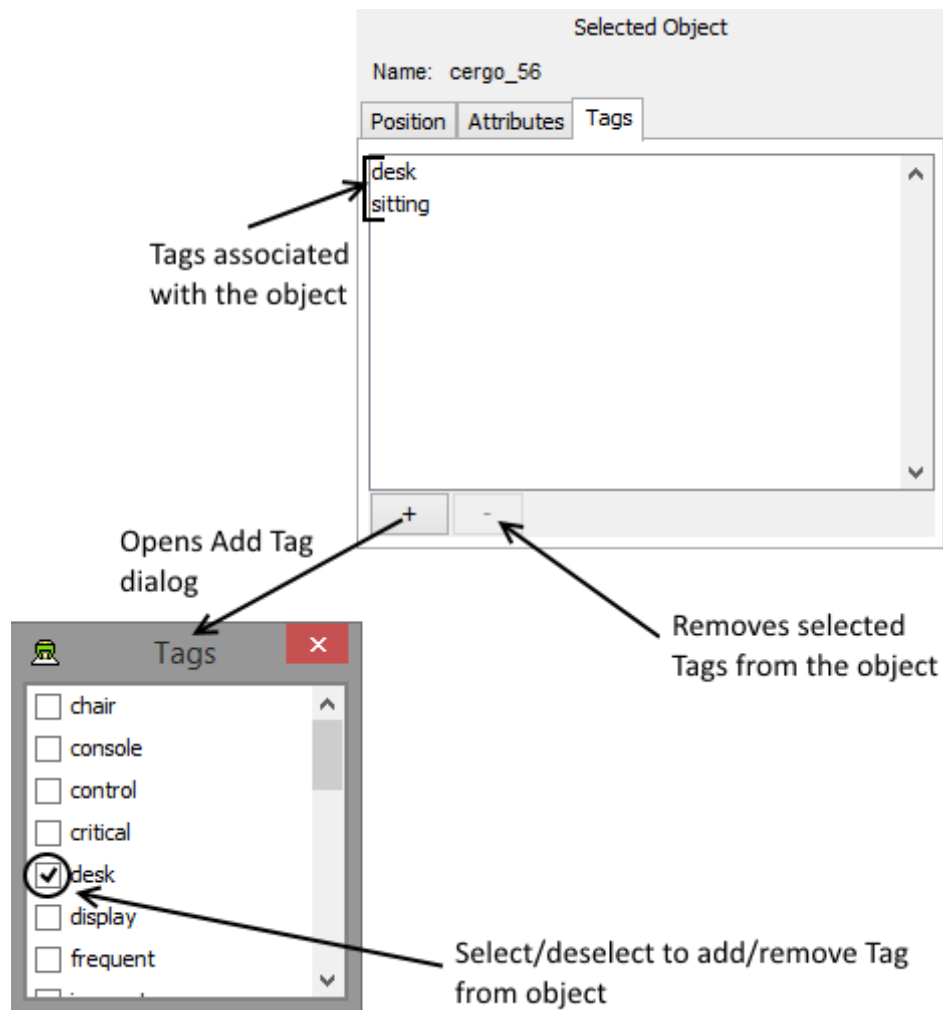 Selected Object
Name: cergo_56
Position Attributes Tags
desk
sitting
Tags associated
with the object
+ -
Opens Add Tag
dialog
Removes selected
Tags from the object
Tags
chair
console
control
critical
desk
display
frequent
Select/deselect to add/remove Tag
from object